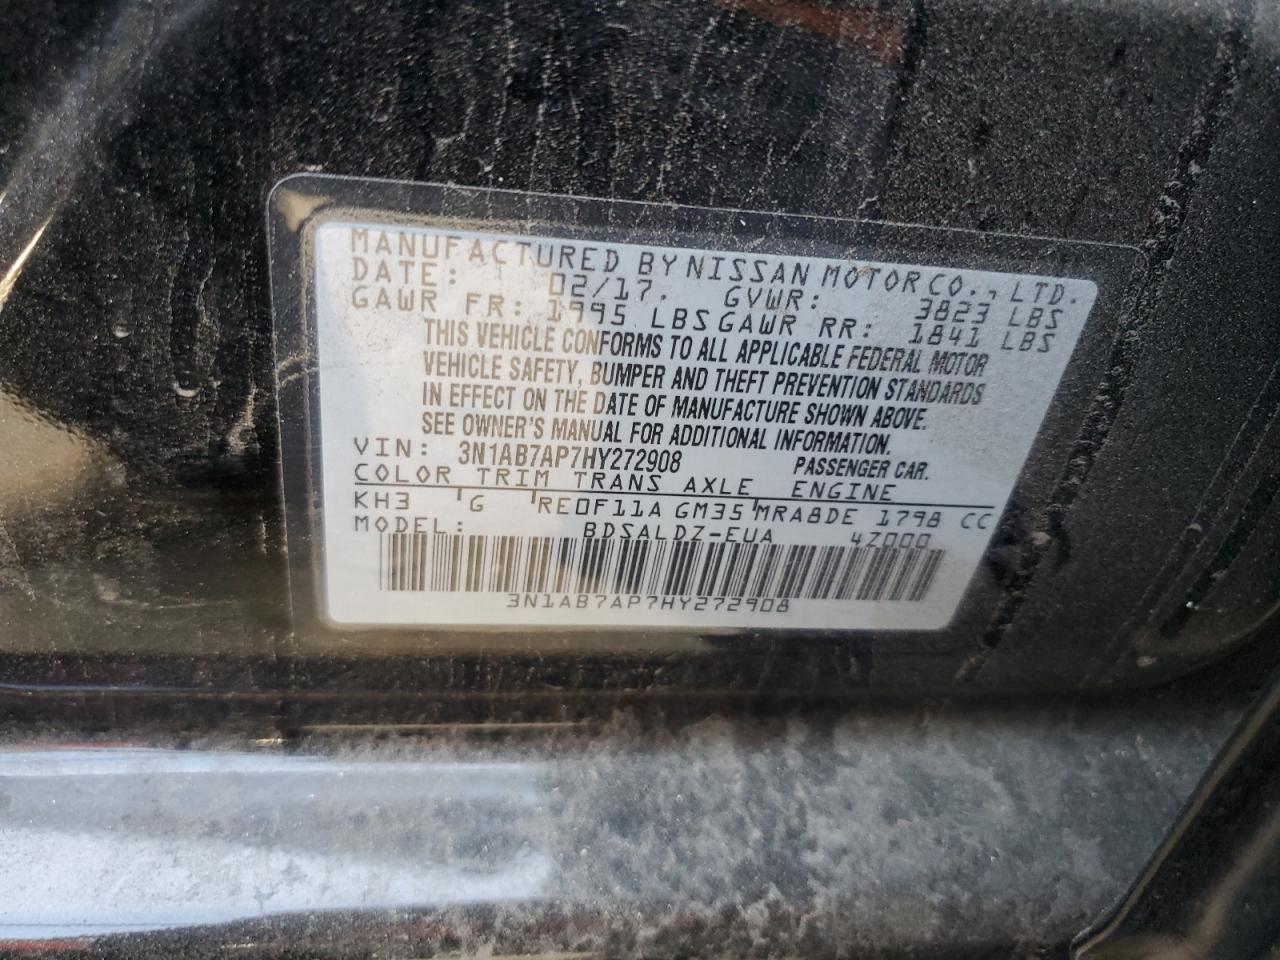 MANUFACTURED BY NISSAN MOTOR CO., LTD.
DATE: 02/17. GVWR: 3823 LBS
GAWR FR: 1995 LBS GAWR RR: 1841 LBS
THIS VEHICLE CONFORMS TO ALL APPLICABLE FEDERAL MOTOR
VEHICLE SAFETY, BUMPER AND THEFT PREVENTION STANDARDS
IN EFFECT ON THE DATE OF MANUFACTURE SHOWN ABOVE.
SEE OWNER'S MANUAL FOR ADDITIONAL INFORMATION.
VIN: 3N1AB7AP7HY272908 PASSENGER CAR.
COLOR TRIM TRANS AXLE ENGINE
KH3 G RE0F11A GM35 MRA8DE 1798 CC
MODEL: BDSALDZ-EUA 4Z000
3N1AB7AP7HY272908